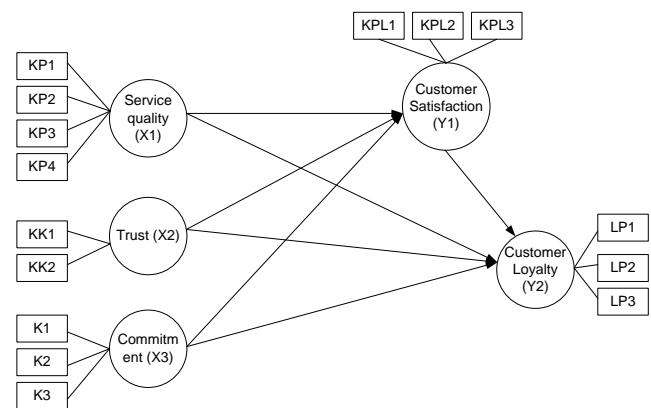 KPL1 KPL2 KPL3
KP1
KP2
KP3
KP4
Service
quality
(X1)
Customer
Satisfaction
(Y1)
KK1
KK2
Trust (X2)
Customer
Loyalty
(Y2)
LP1
LP2
LP3
K1
K2
K3
Commitm
ent (X3)